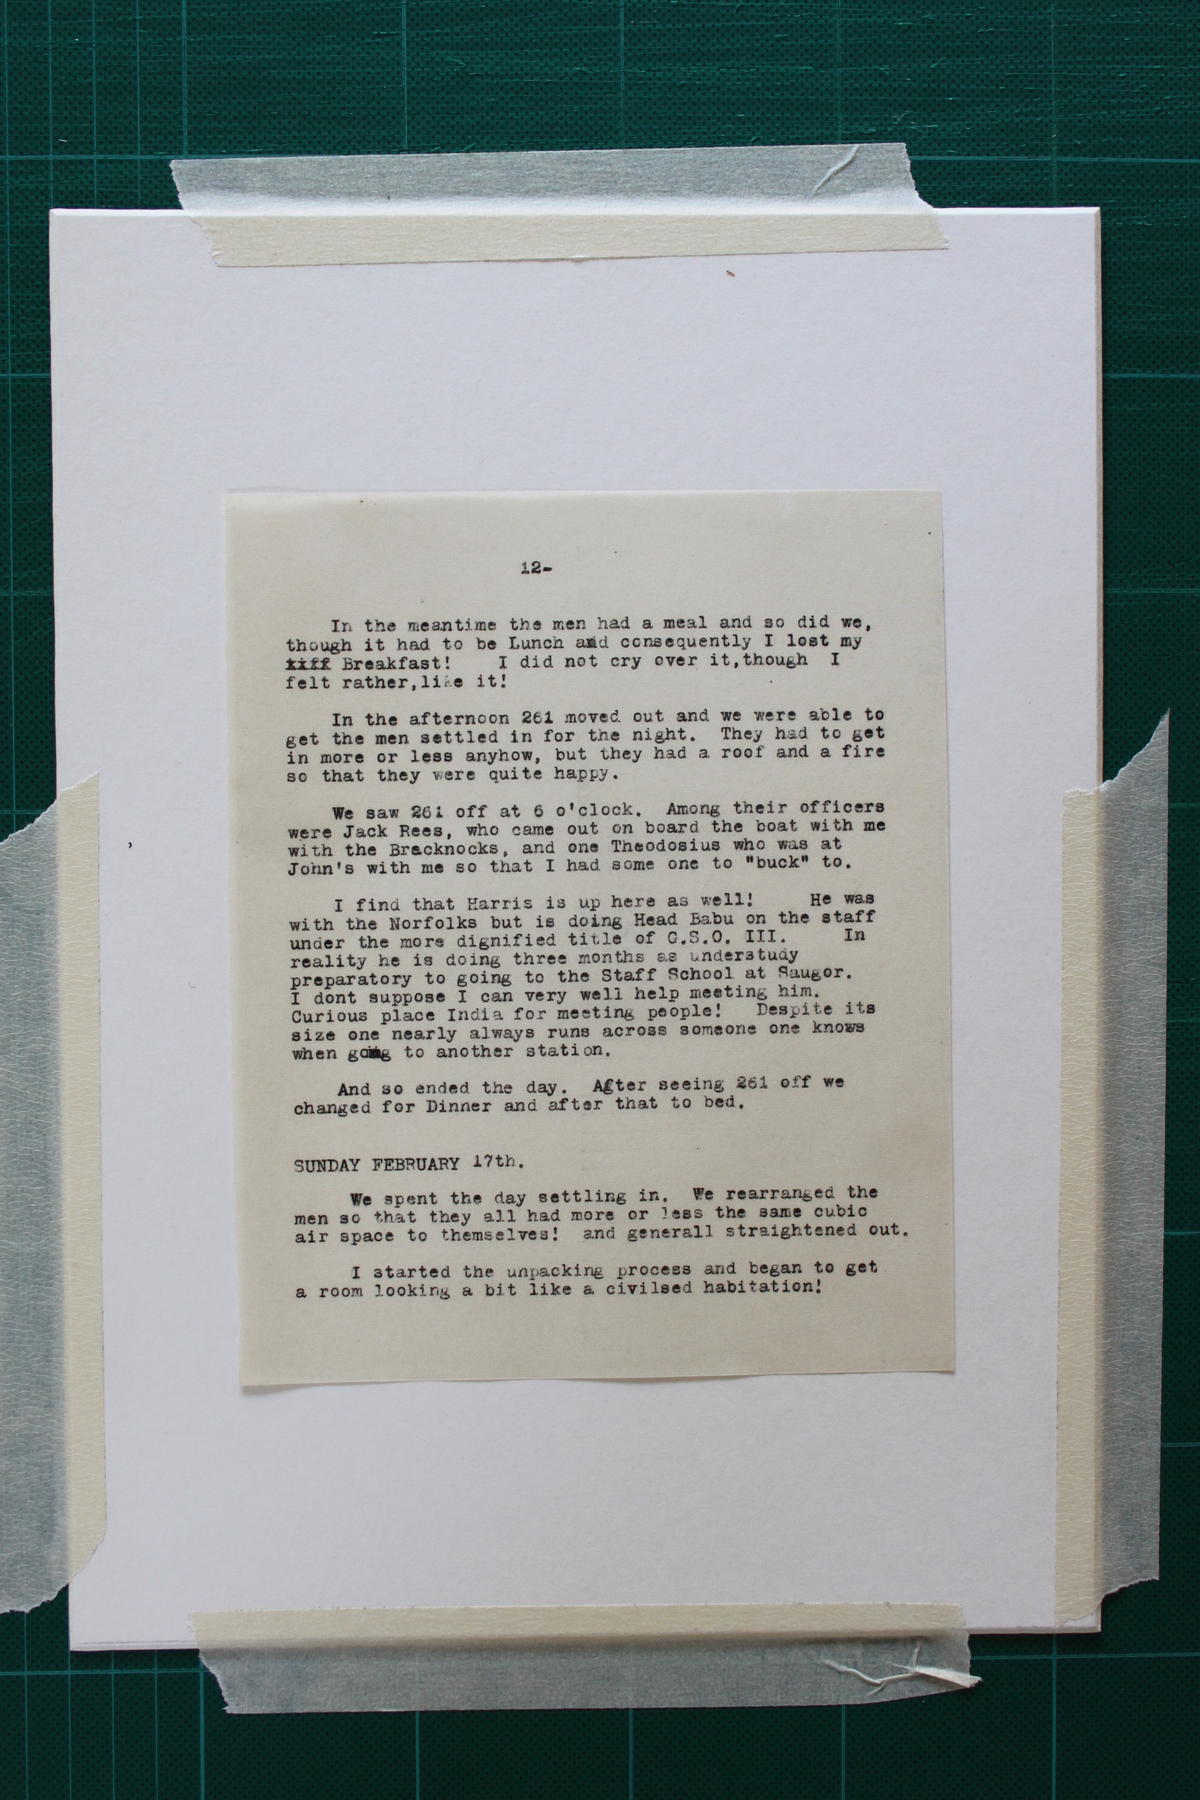 12-
In the meantime the men had a meal and so did we,
though it had to be Lunch and consequently I lost my
Breakfast! I did not cry over it,though I
felt rather,like it!
In the afternoon 261 moved out and we were able to
get the men settled in for the night. They had to get
in more or less anyhow, but they had a roof and a fire
so that they were quite happy.
We saw 261 off at 6 o'clock. Among their officers
were Jack Rees, who came out on board the boat with me
with the Brecknocks, and one Theodosius who was at
John's with me so that I had some one to "buck" to.
I find that Harris is up here as well! He was
with the Norfolks but is doing Head Babu on the staff
under the more dignified title of G.S.O. III. In
reality he is doing three months as understudy
preparatory to going to the Staff School at Saugor.
I dont suppose I can very well help meeting him.
Curious place India for meeting people! Despite its
size one nearly always runs across someone one knows
when going to another station.
And so ended the day. After seeing 261 off we
changed for Dinner and after that to bed.
SUNDAY FEBRUARY 17th.
We spent the day settling in. We rearranged the
men so that they all had more or less the same cubic
air space to themselves! and generall straightened out.
I started the unpacking process and began to get
a room looking a bit like a civilsed habitation!